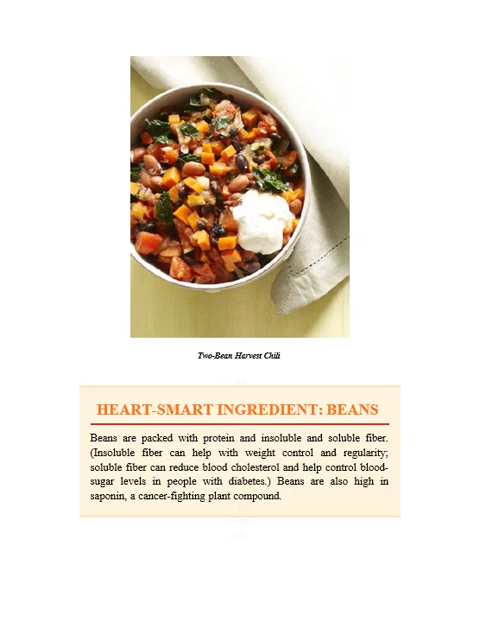 Two-Bean Harvest Chili
HEART-SMART INGREDIENT: BEANS
Beans are packed with protein and insoluble and soluble fiber.
(Insoluble fiber can help with weight control and regularity;
soluble fiber can reduce blood cholesterol and help control blood-
sugar levels in people with diabetes.) Beans are also high in
saponin, a cancer-fighting plant compound.